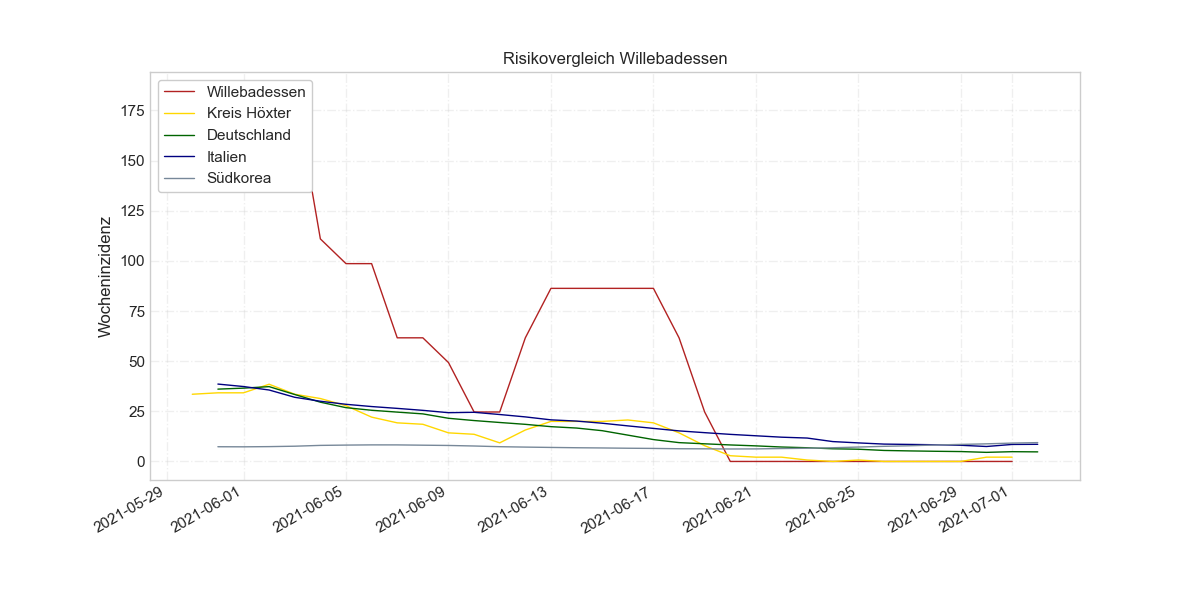 Risikovergleich Willebadessen
Willebadessen
Kreis Höxter
Deutschland
Italien
Südkorea
Wocheninzidenz
175
150
125
100
75
50
25
0
2021-05-29
2021-06-01
2021-06-05
2021-06-09
2021-06-13
2021-06-17
2021-06-21
2021-06-25
2021-06-29
2021-07-01